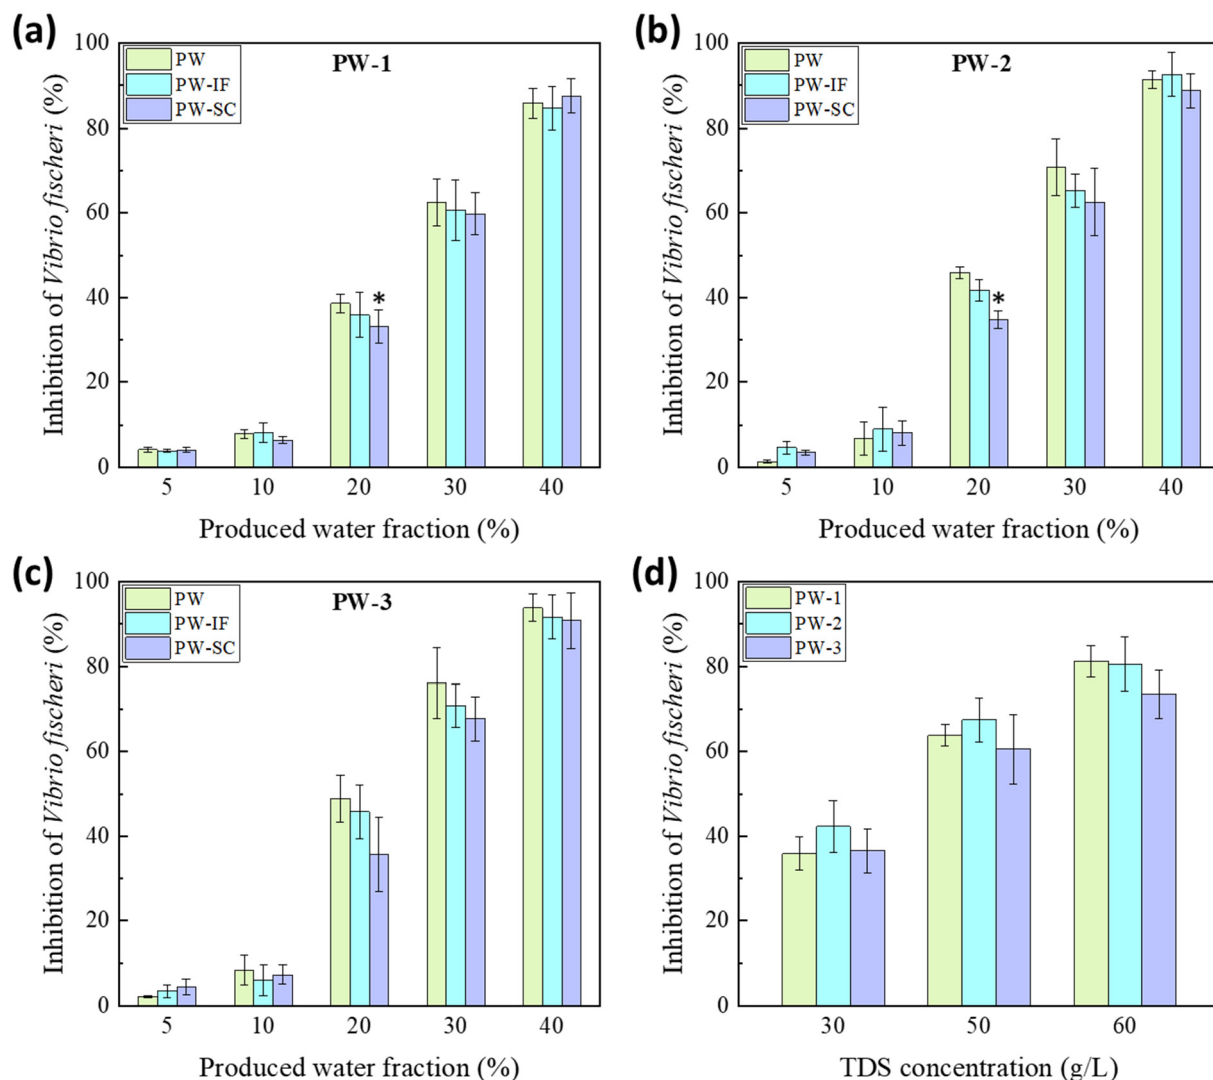 (a)
PW-1
PW
PW-IF
PW-SC
Inhibition of Vibrio fischeri (%)
100
80
60
40
20
0
*
5 10 20 30 40
Produced water fraction (%)
(b)
PW-2
PW
PW-IF
PW-SC
Inhibition of Vibrio fischeri (%)
100
80
60
40
20
0
*
5 10 20 30 40
Produced water fraction (%)
(c)
PW-3
PW
PW-IF
PW-SC
Inhibition of Vibrio fischeri (%)
100
80
60
40
20
0
5 10 20 30 40
Produced water fraction (%)
(d)
PW-1
PW-2
PW-3
Inhibition of Vibrio fischeri (%)
100
80
60
40
20
0
30 50 60
TDS concentration (g/L)